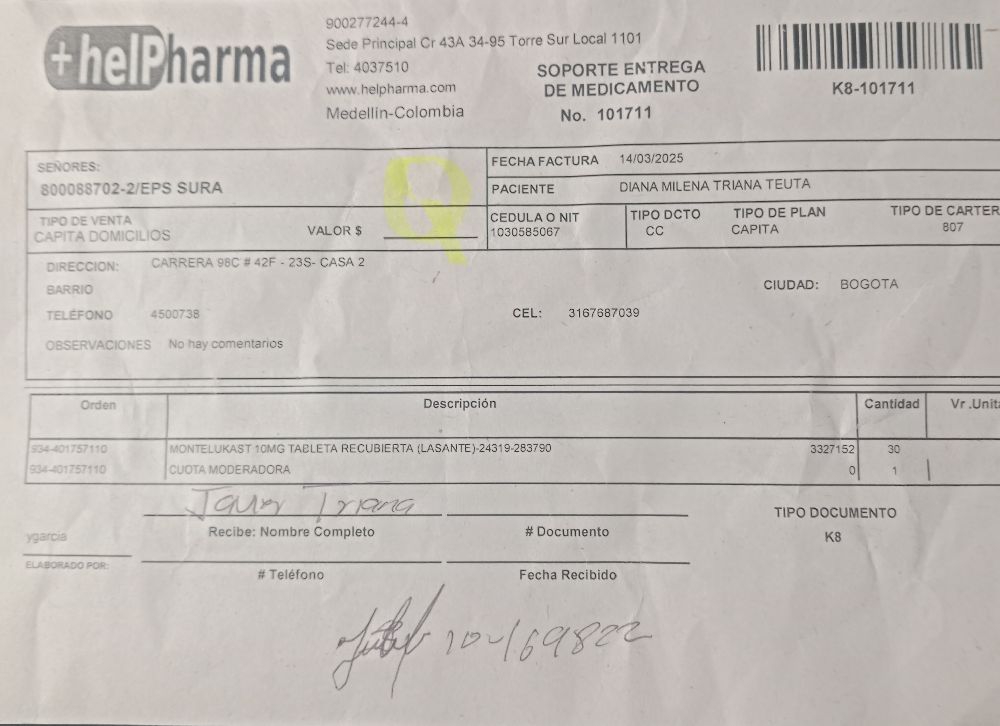 +helPharma
900277244-4
Sede Principal Cr 43A 34-95 Torre Sur Local 1101
Tel: 4037510
www.helpharma.com
Medellín-Colombia
SOPORTE ENTREGA
DE MEDICAMENTO
No. 101711
K8-101711
SEÑORES:
800088702-2/EPS SURA
FECHA FACTURA 14/03/2025
PACIENTE DIANA MILENA TRIANA TEUTA
TIPO DE VENTA
CAPITA DOMICILIOS
VALOR $
Q
CEDULA O NIT
1030585067
TIPO DCTO
CC
TIPO DE PLAN
CAPITA
TIPO DE CARTER
807
DIRECCION: CARRERA 98C # 42F - 23S- CASA 2
BARRIO
CIUDAD: BOGOTA
TELÉFONO 4500738
CEL: 3167687039
OBSERVACIONES No hay comentarios
Orden Descripción Cantidad Vr .Unita
934-401757110 MONTELUKAST 10MG TABLETA RECUBIERTA (LASANTE)-24319-283790 3327152 30
934-401757110 CUOTA MODERADORA 0 1
Triana
Recibe: Nombre Completo
# Documento
TIPO DOCUMENTO
K8
ygarcia
ELABORADO POR:
# Teléfono
Fecha Recibido